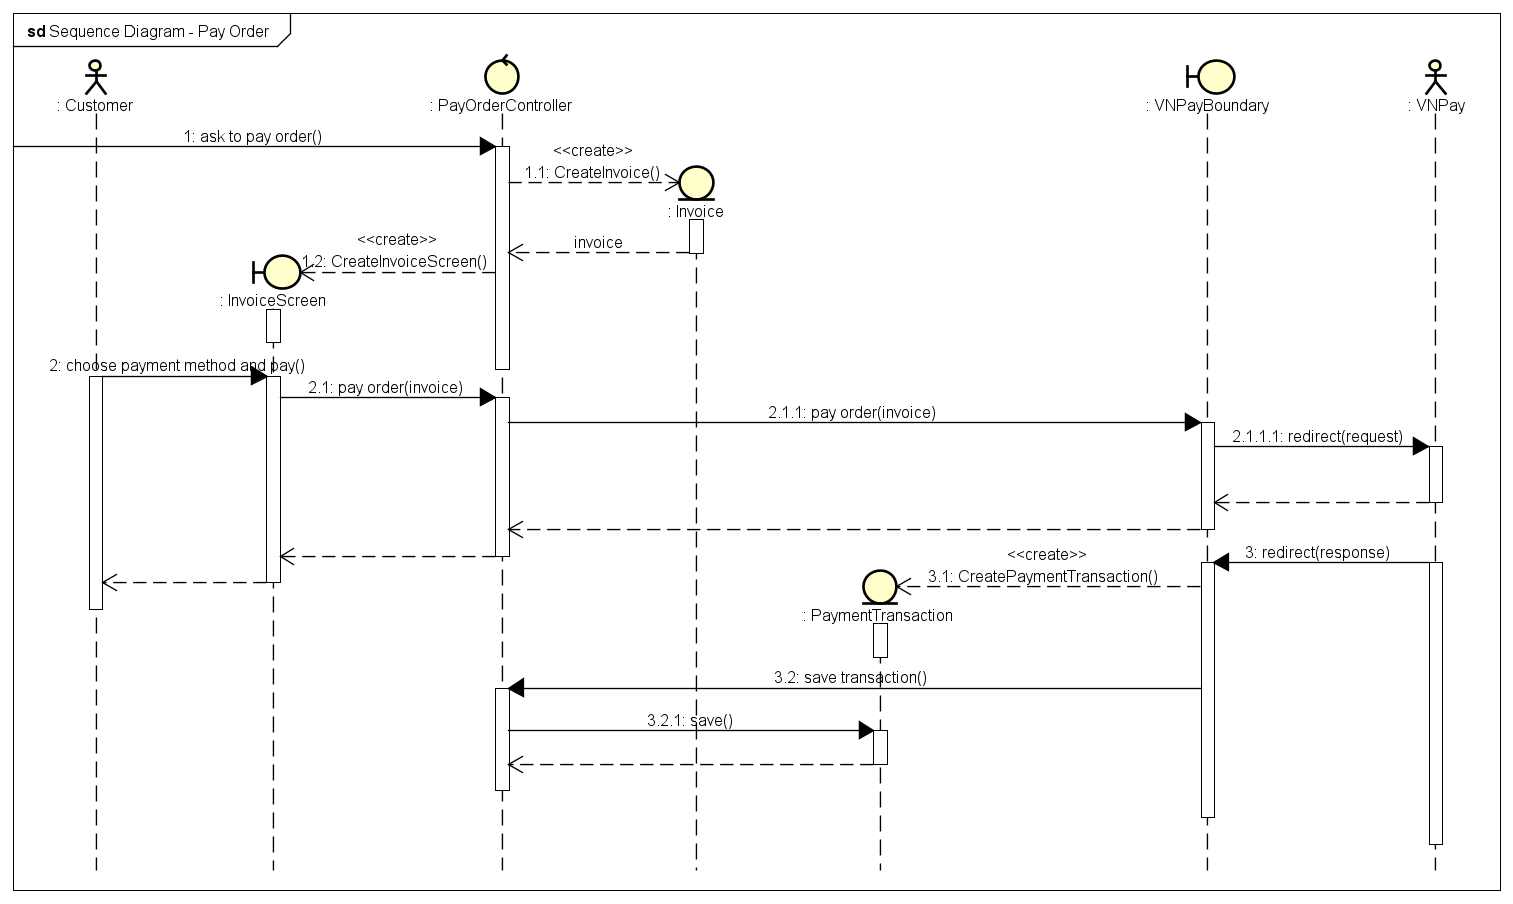 sd Sequence Diagram - Pay Order
: Customer
: PayOrderController
: VNPayBoundary
: VNPay
1: ask to pay order()
<<create>>
1.1: CreateInvoice()
: Invoice
invoice
<<create>>
1.2: CreateInvoiceScreen()
: InvoiceScreen
2: choose payment method and pay()
2.1: pay order(invoice)
2.1.1: pay order(invoice)
2.1.1.1: redirect(request)
3: redirect(response)
<<create>>
3.1: CreatePaymentTransaction()
: PaymentTransaction
3.2: save transaction()
3.2.1: save()